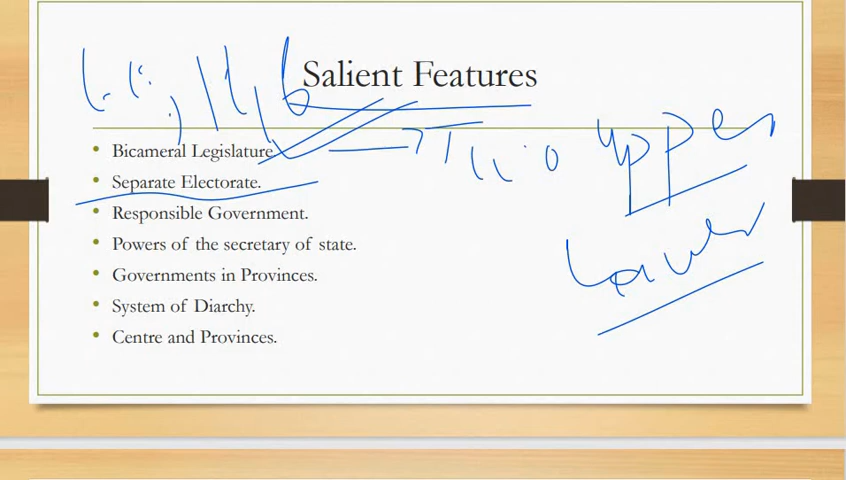 Salient Features
Bicameral Legislature.
Two upper
Separate Electorate.
Responsible Government.
lower
Powers of the secretary of state.
Governments in Provinces.
System of Diarchy.
Centre and Provinces.